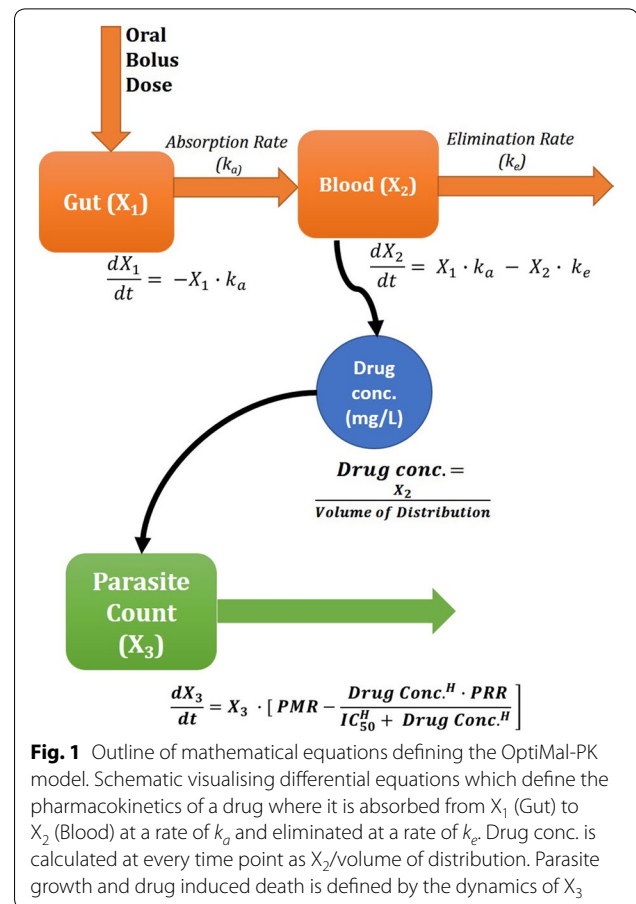 Oral
Bolus
Dose
Absorption Rate
(kₐ)
Elimination Rate
(kₑ)
Gut (X₁)
Blood (X₂)
dX₁/dt = −X₁ · kₐ
dX₂/dt = X₁ · kₐ − X₂ · kₑ
Drug
conc.
(mg/L)
Drug conc. =
X₂
Volume of Distribution
Parasite
Count
(X₃)
dX₃/dt = X₃ · [PMR − (Drug Conc.ᴴ · PRR)/(IC₅₀ᴴ + Drug Conc.ᴴ)]
Fig. 1 Outline of mathematical equations defining the OptiMal-PK
model. Schematic visualising differential equations which define the
pharmacokinetics of a drug where it is absorbed from X₁ (Gut) to
X₂ (Blood) at a rate of kₐ and eliminated at a rate of kₑ. Drug conc. is
calculated at every time point as X₂/volume of distribution. Parasite
growth and drug induced death is defined by the dynamics of X₃